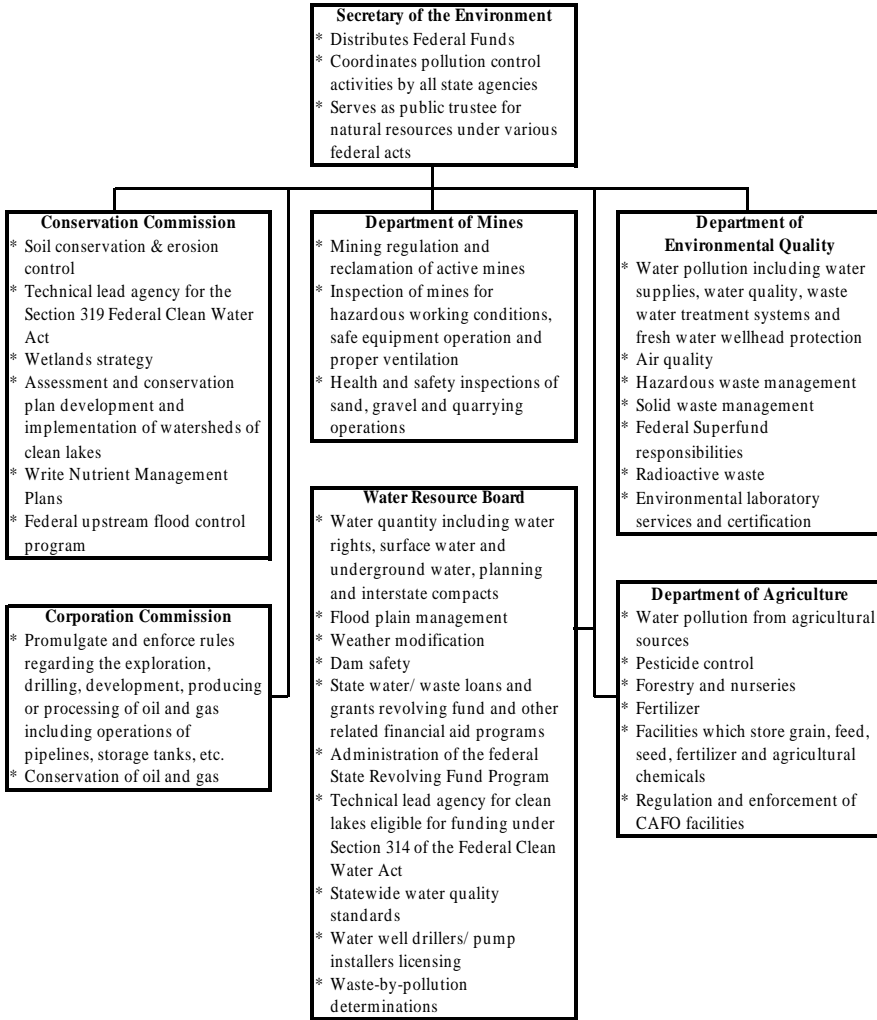 Secretary of the Environment
* Distributes Federal Funds
* Coordinates pollution control
activities by all state agencies
* Serves as public trustee for
natural resources under various
federal acts
Conservation Commission
* Soil conservation & erosion
control
* Technical lead agency for the
Section 319 Federal Clean Water
Act
* Wetlands strategy
* Assessment and conservation
plan development and
implementation of watersheds of
clean lakes
* Write Nutrient Management
Plans
* Federal upstream flood control
program
Department of Mines
* Mining regulation and
reclamation of active mines
* Inspection of mines for
hazardous working conditions,
safe equipment operation and
proper ventilation
* Health and safety inspections of
sand, gravel and quarrying
operations
Department of
Environmental Quality
* Water pollution including water
supplies, water quality, waste
water treatment systems and
fresh water wellhead protection
* Air quality
* Hazardous waste management
* Solid waste management
* Federal Superfund
responsibilities
* Radioactive waste
* Environmental laboratory
services and certification
Corporation Commission
* Promulgate and enforce rules
regarding the exploration,
drilling, development, producing
or processing of oil and gas
including operations of
pipelines, storage tanks, etc.
* Conservation of oil and gas
Water Resource Board
* Water quantity including water
rights, surface water and
underground water, planning
and interstate compacts
* Flood plain management
* Weather modification
* Dam safety
* State water/ waste loans and
grants revolving fund and other
related financial aid programs
* Administration of the federal
State Revolving Fund Program
* Technical lead agency for clean
lakes eligible for funding under
Section 314 of the Federal Clean
Water Act
* Statewide water quality
standards
* Water well drillers/ pump
installers licensing
* Waste-by-pollution
determinations
Department of Agriculture
* Water pollution from agricultural
sources
* Pesticide control
* Forestry and nurseries
* Fertilizer
* Facilities which store grain, feed,
seed, fertilizer and agricultural
chemicals
* Regulation and enforcement of
CAFO facilities